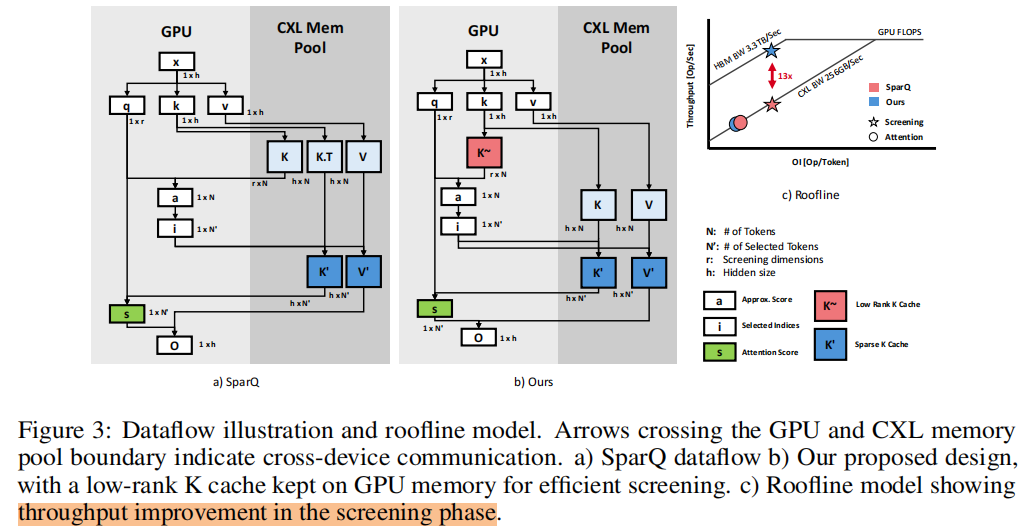 GPU
CXL Mem
Pool
x
1 x h
q
k
v
1 x r
1 x h
1 x h
K
K.T
V
r x N
h x N
h x N
a
1 x N
i
1 x N'
K'
V'
h x N'
s
1 x N'
O
1 x h
a) SparQ
GPU
CXL Mem
Pool
x
1 x h
q
k
v
1 x r
1 x h
1 x h
K~
r x N
a
1 x N
i
1 x N'
K
V
h x N
h x N
K'
V'
h x N'
h x N'
s
1 x N'
O
1 x h
b) Ours
Throughput [Op/Sec]
HBM BW 3.3 TB/Sec
GPU FLOPS
13x
CXL BW 256GB/Sec
SparQ
Ours
Screening
Attention
OI [Op/Token]
c) Roofline
N: # of Tokens
N': # of Selected Tokens
r: Screening dimensions
h: Hidden size
a Approx. Score
i Selected Indices
s Attention Score
K~ Low Rank K Cache
K' Sparse K Cache
Figure 3: Dataflow illustration and roofline model. Arrows crossing the GPU and CXL memory
pool boundary indicate cross-device communication. a) SparQ dataflow b) Our proposed design,
with a low-rank K cache kept on GPU memory for efficient screening. c) Roofline model showing
throughput improvement in the screening phase.